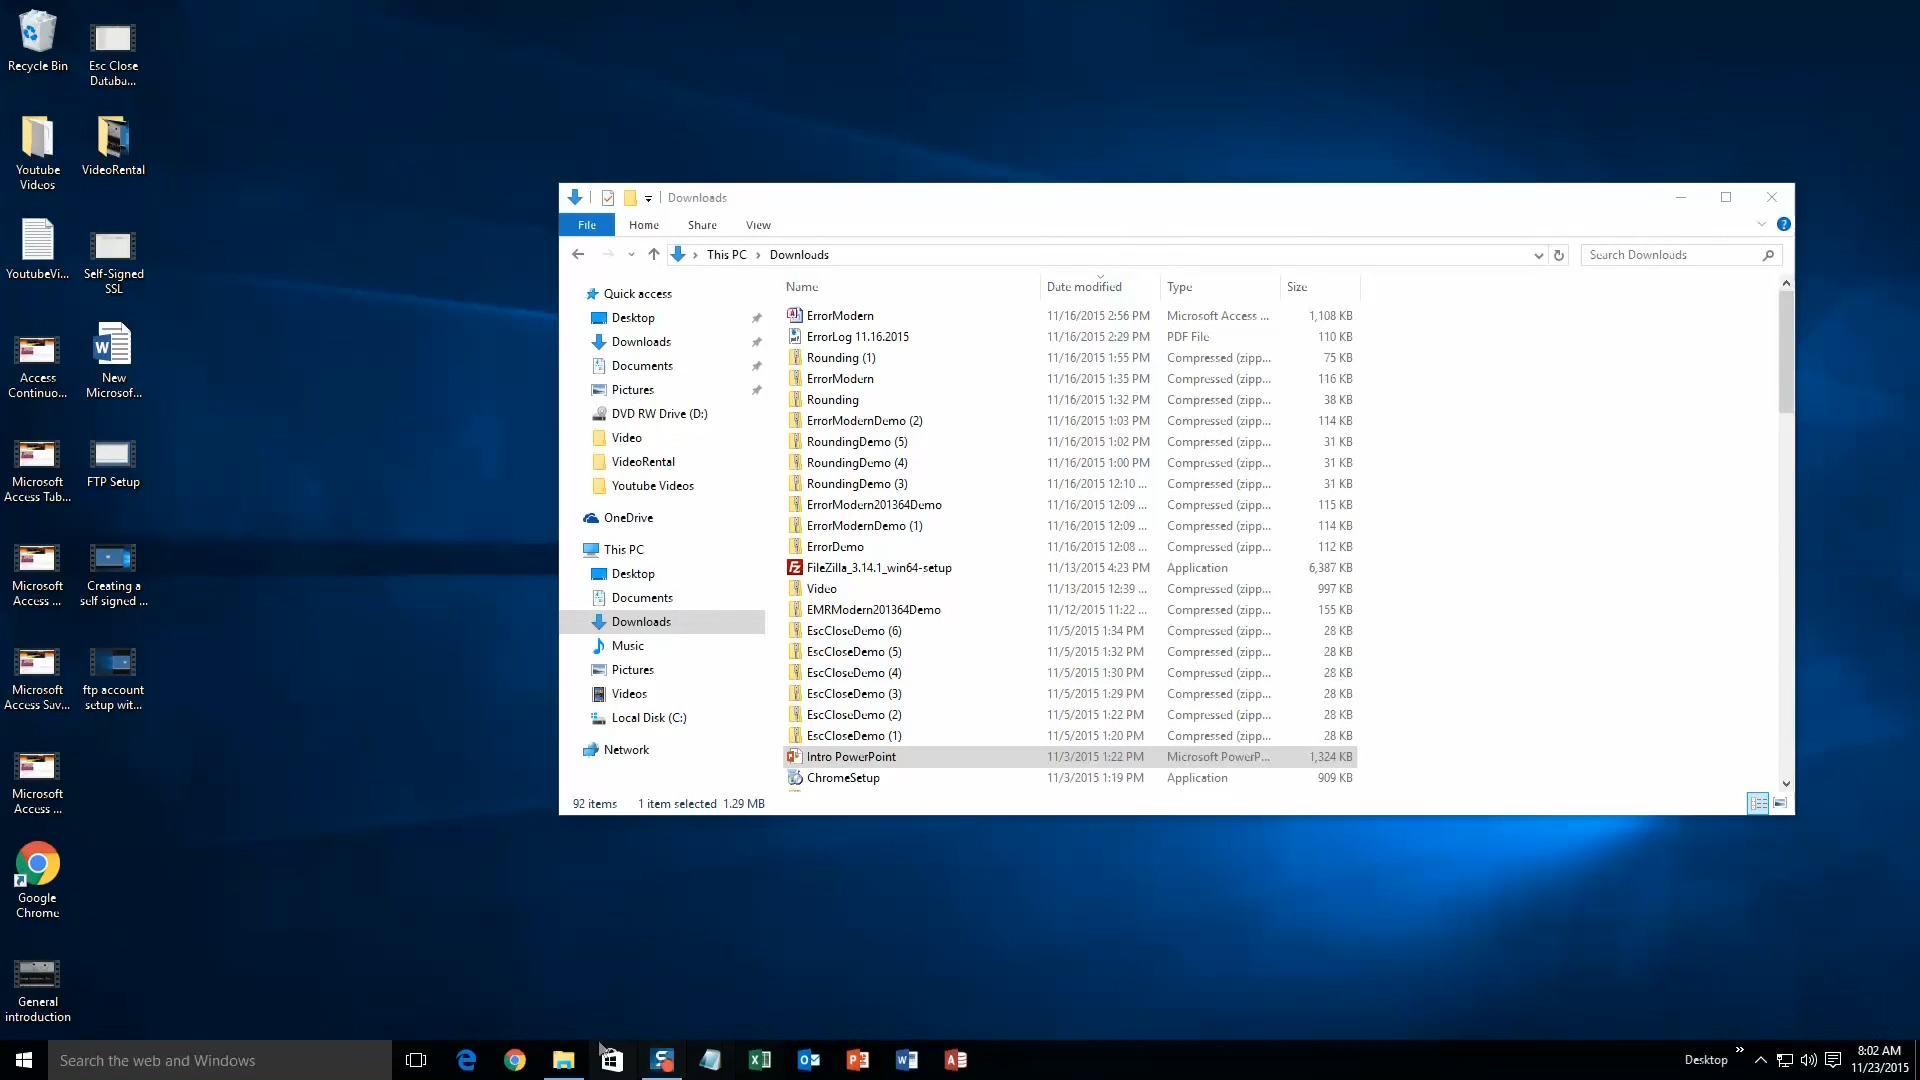 Recycle Bin
Esc Close
Databa...
Youtube
Videos
VideoRental
YoutubeVi...
Self-Signed
SSL
Access
Continuo...
New
Microsof...
Microsoft
Access Tab...
FTP Setup
Microsoft
Access ...
Creating a
self signed ...
Microsoft
Access Sav...
ftp account
setup wit...
Microsoft
Access ...
Google
Chrome
General
introduction
Downloads
File Home Share View
This PC Downloads Search Downloads
Quick access
Desktop
Downloads
Documents
Pictures
DVD RW Drive (D:)
Video
VideoRental
Youtube Videos
OneDrive
This PC
Desktop
Documents
Downloads
Music
Pictures
Videos
Local Disk (C:)
Network
Name Date modified Type Size
ErrorModern 11/16/2015 2:56 PM Microsoft Access ... 1,108 KB
ErrorLog 11.16.2015 11/16/2015 2:29 PM PDF File 110 KB
Rounding (1) 11/16/2015 1:55 PM Compressed (zipp... 75 KB
ErrorModern 11/16/2015 1:35 PM Compressed (zipp... 116 KB
Rounding 11/16/2015 1:32 PM Compressed (zipp... 38 KB
ErrorModernDemo (2) 11/16/2015 1:03 PM Compressed (zipp... 114 KB
RoundingDemo (5) 11/16/2015 1:02 PM Compressed (zipp... 31 KB
RoundingDemo (4) 11/16/2015 1:00 PM Compressed (zipp... 31 KB
RoundingDemo (3) 11/16/2015 12:10 ... Compressed (zipp... 31 KB
ErrorModern201364Demo 11/16/2015 12:09 ... Compressed (zipp... 115 KB
ErrorModernDemo (1) 11/16/2015 12:09 ... Compressed (zipp... 114 KB
ErrorDemo 11/16/2015 12:08 ... Compressed (zipp... 112 KB
FileZilla_3.14.1_win64-setup 11/13/2015 4:23 PM Application 6,387 KB
Video 11/13/2015 12:39 ... Compressed (zipp... 997 KB
EMRModern201364Demo 11/12/2015 11:22 ... Compressed (zipp... 155 KB
EscCloseDemo (6) 11/5/2015 1:34 PM Compressed (zipp... 28 KB
EscCloseDemo (5) 11/5/2015 1:32 PM Compressed (zipp... 28 KB
EscCloseDemo (4) 11/5/2015 1:30 PM Compressed (zipp... 28 KB
EscCloseDemo (3) 11/5/2015 1:29 PM Compressed (zipp... 28 KB
EscCloseDemo (2) 11/5/2015 1:22 PM Compressed (zipp... 28 KB
EscCloseDemo (1) 11/5/2015 1:20 PM Compressed (zipp... 28 KB
Intro PowerPoint 11/3/2015 1:22 PM Microsoft PowerP... 1,324 KB
ChromeSetup 11/3/2015 1:19 PM Application 909 KB
92 items 1 item selected 1.29 MB
Search the web and Windows
Desktop
8:02 AM
11/23/2015